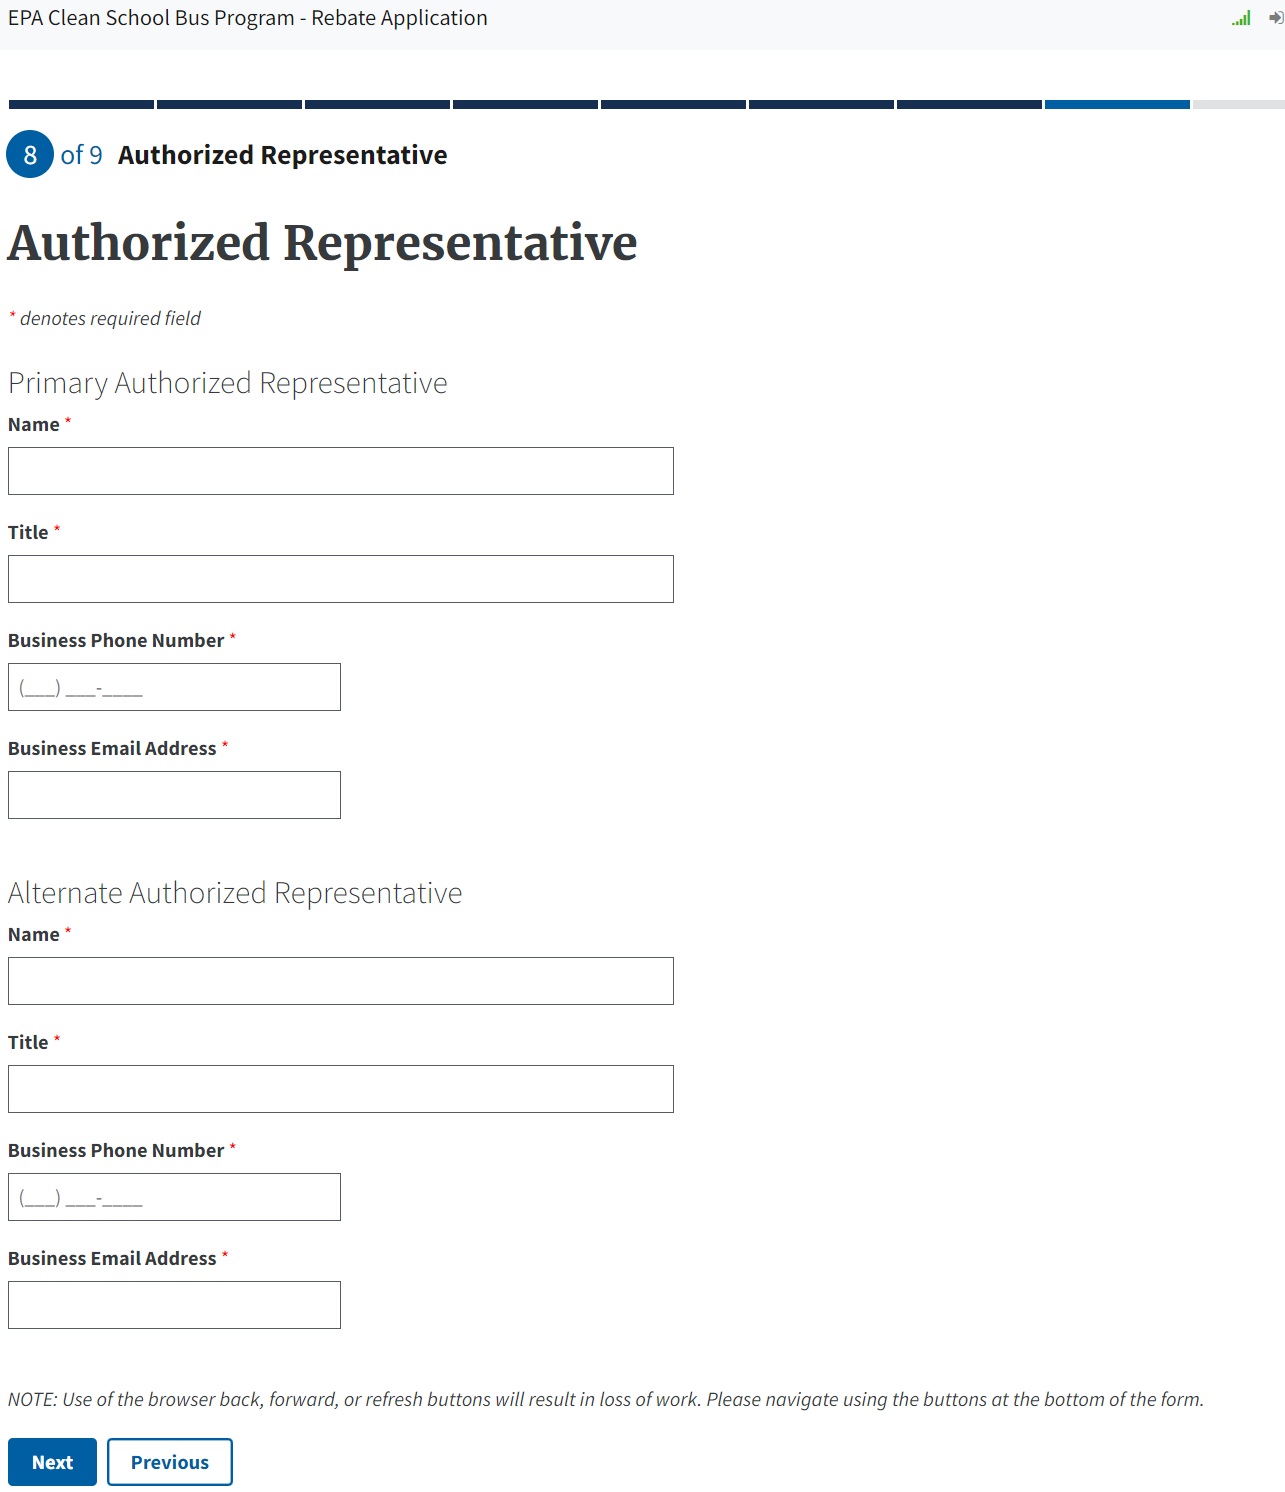 EPA Clean School Bus Program - Rebate Application
8 of 9 Authorized Representative
Authorized Representative
* denotes required field
Primary Authorized Representative
Name *
Title *
Business Phone Number *
(___) ___-____
Business Email Address *
Alternate Authorized Representative
Name *
Title *
Business Phone Number *
(___) ___-____
Business Email Address *
NOTE: Use of the browser back, forward, or refresh buttons will result in loss of work. Please navigate using the buttons at the bottom of the form.
Next Previous